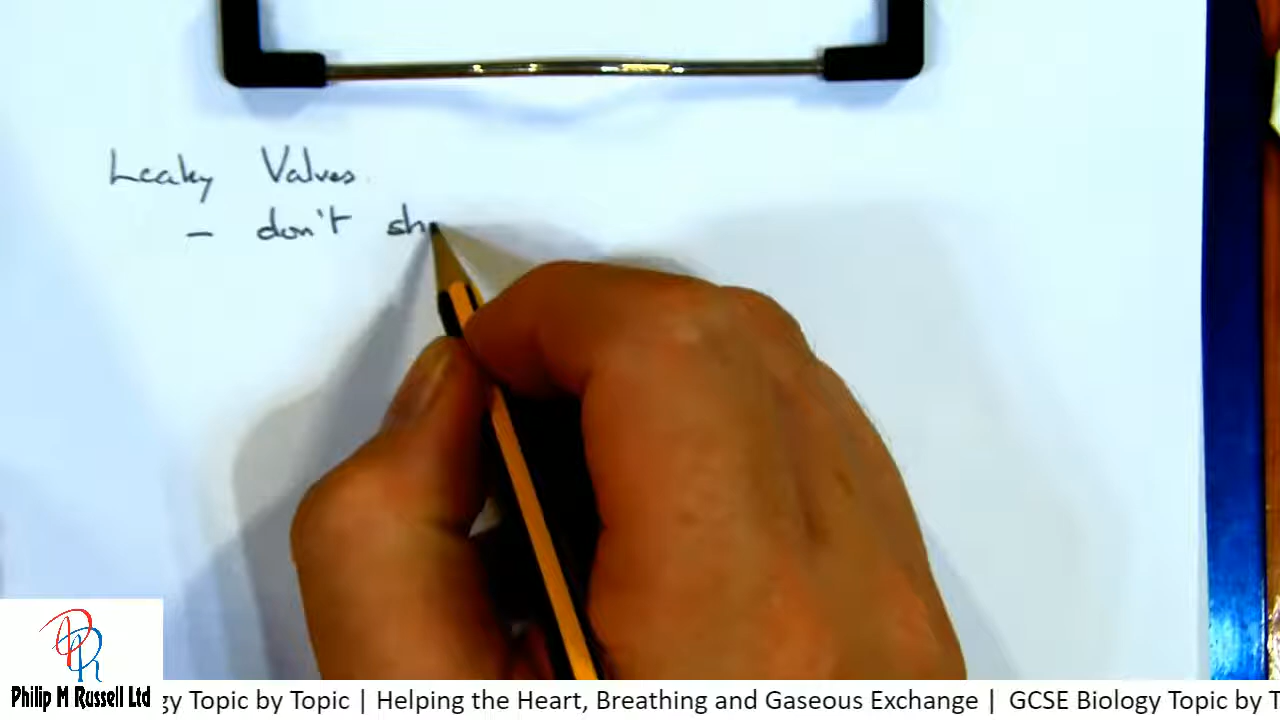 Leaky Valves
– don't sh
Philip M Russell Ltd
gy Topic by Topic | Helping the Heart, Breathing and Gaseous Exchange | GCSE Biology Topic by T